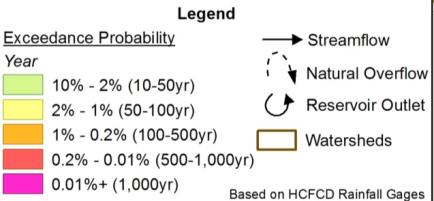 Legend
Exceedance Probability
Year
10% - 2% (10-50yr)
2% - 1% (50-100yr)
1% - 0.2% (100-500yr)
0.2% - 0.01% (500-1,000yr)
0.01%+ (1,000yr)
Streamflow
Natural Overflow
Reservoir Outlet
Watersheds
Based on HCFCD Rainfall Gages